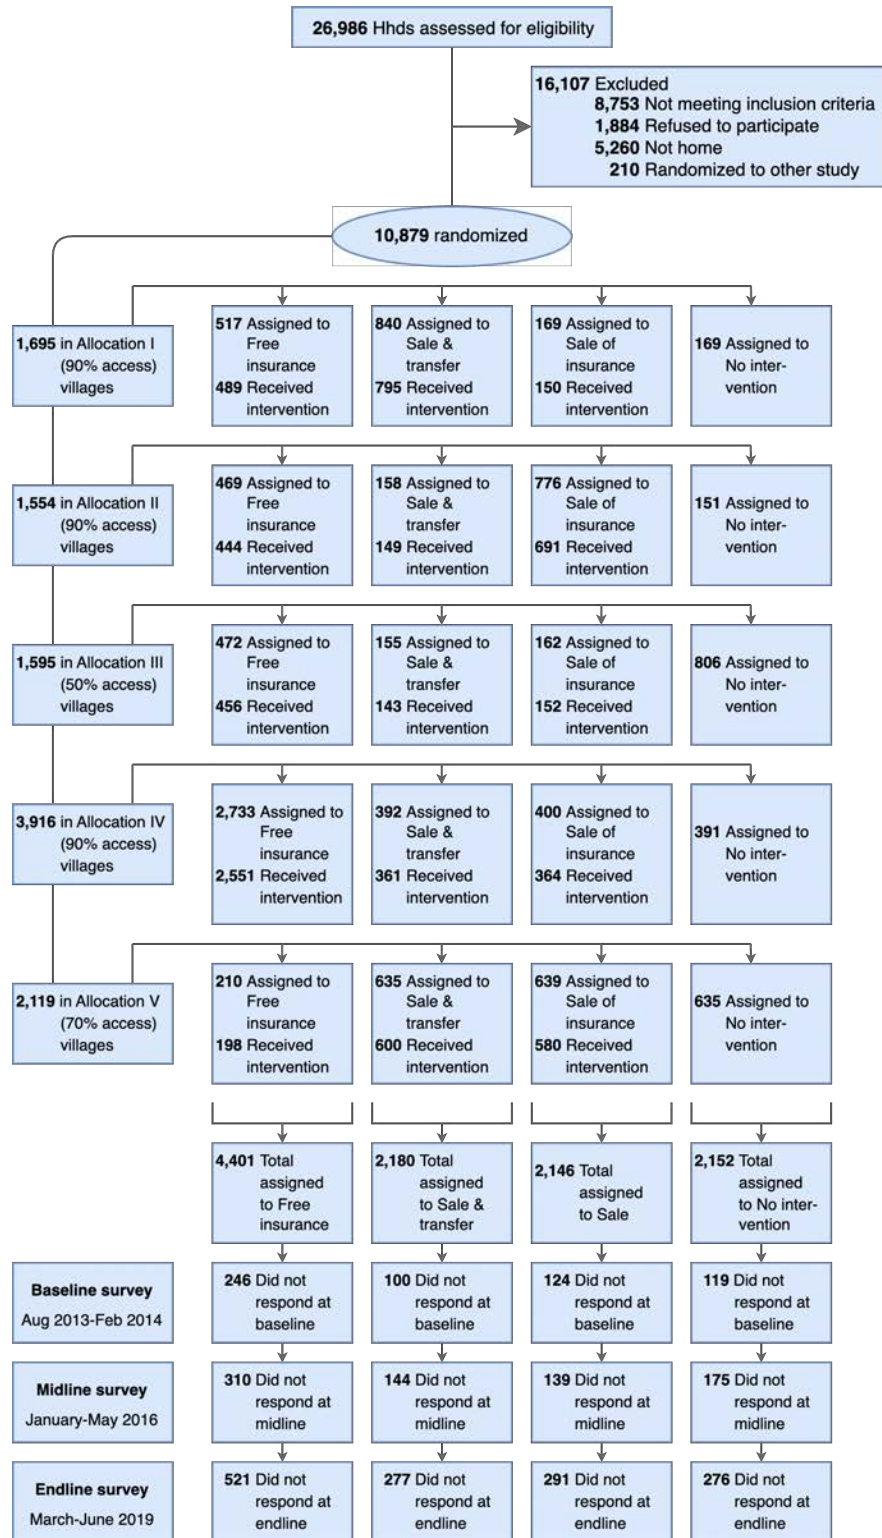 26,986 Hhds assessed for eligibility
16,107 Excluded
8,753 Not meeting inclusion criteria
1,884 Refused to participate
5,260 Not home
210 Randomized to other study
10,879 randomized
1,695 in Allocation I
(90% access)
villages
517 Assigned to
Free
insurance
489 Received
intervention
840 Assigned to
Sale &
transfer
795 Received
intervention
169 Assigned to
Sale of
insurance
150 Received
intervention
169 Assigned to
No inter-
vention
1,554 in Allocation II
(90% access)
villages
469 Assigned to
Free
insurance
444 Received
intervention
158 Assigned to
Sale &
transfer
149 Received
intervention
776 Assigned to
Sale of
insurance
691 Received
intervention
151 Assigned to
No inter-
vention
1,595 in Allocation III
(50% access)
villages
472 Assigned to
Free
insurance
456 Received
intervention
155 Assigned to
Sale &
transfer
143 Received
intervention
162 Assigned to
Sale of
insurance
152 Received
intervention
806 Assigned to
No inter-
vention
3,916 in Allocation IV
(90% access)
villages
2,733 Assigned to
Free
insurance
2,551 Received
intervention
392 Assigned to
Sale &
transfer
361 Received
intervention
400 Assigned to
Sale of
insurance
364 Received
intervention
391 Assigned to
No inter-
vention
2,119 in Allocation V
(70% access)
villages
210 Assigned to
Free
insurance
198 Received
intervention
635 Assigned to
Sale &
transfer
600 Received
intervention
639 Assigned to
Sale of
insurance
580 Received
intervention
635 Assigned to
No inter-
vention
4,401 Total
assigned
to Free
insurance
2,180 Total
assigned
to Sale &
transfer
2,146 Total
assigned
to Sale
2,152 Total
assigned
to No inter-
vention
Baseline survey
Aug 2013-Feb 2014
246 Did not
respond at
baseline
100 Did not
respond at
baseline
124 Did not
respond at
baseline
119 Did not
respond at
baseline
Midline survey
January-May 2016
310 Did not
respond at
midline
144 Did not
respond at
midline
139 Did not
respond at
midline
175 Did not
respond at
midline
Endline survey
March-June 2019
521 Did not
respond at
endline
277 Did not
respond at
endline
291 Did not
respond at
endline
276 Did not
respond at
endline